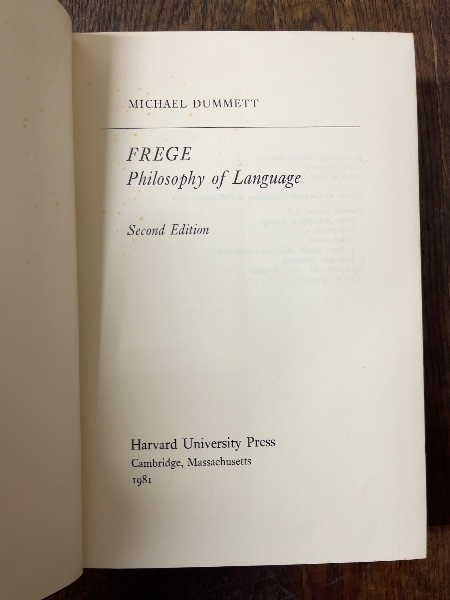 MICHAEL DUMMETT
FREGE
Philosophy of Language
Second Edition
Harvard University Press
Cambridge, Massachusetts
1981